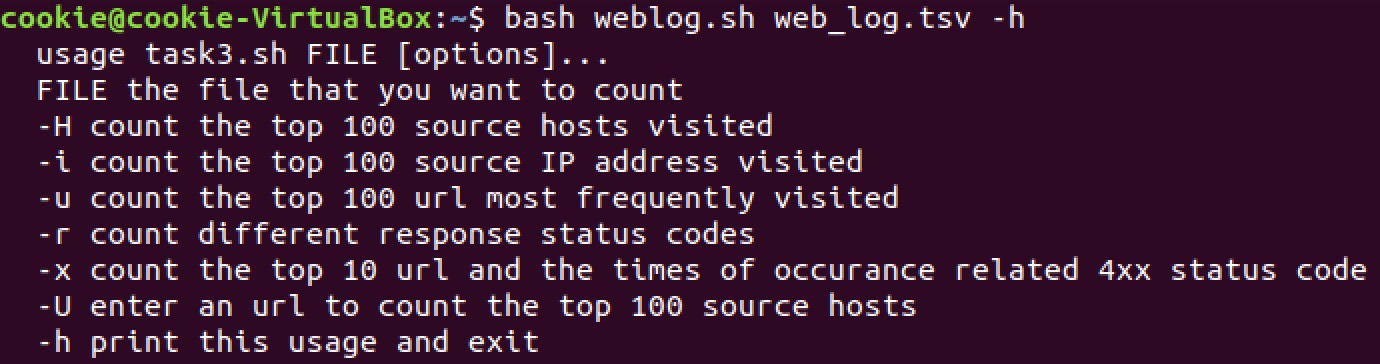 cookie@cookie-VirtualBox:~$ bash weblog.sh web_log.tsv -h
usage task3.sh FILE [options]...
FILE the file that you want to count
-H count the top 100 source hosts visited
-i count the top 100 source IP address visited
-u count the top 100 url most frequently visited
-r count different response status codes
-x count the top 10 url and the times of occurance related 4xx status code
-U enter an url to count the top 100 source hosts
-h print this usage and exit